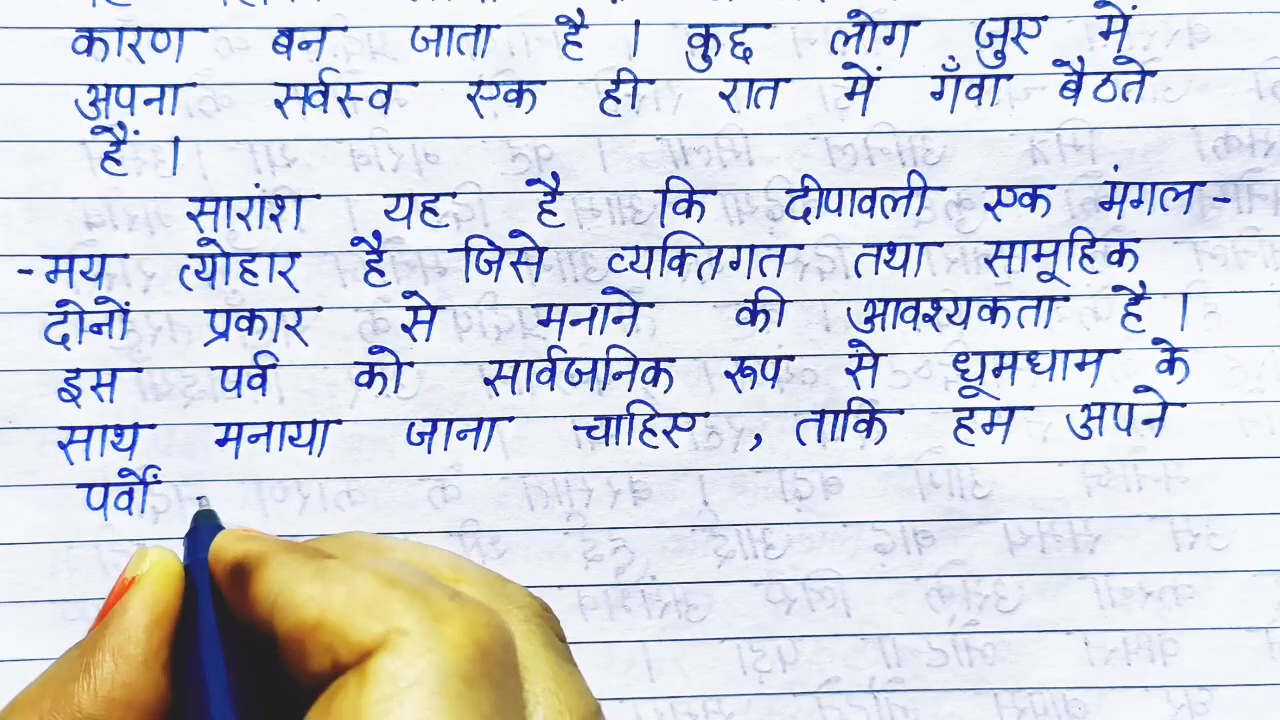 कारण बन जाता है । कुछ लोग जुए में
अपना सर्वस्व एक ही रात में गँवा बैठते
हैं ।
सारांश यह है कि दीपावली एक मंगल-
-मय त्योहार है जिसे व्यक्तिगत तथा सामूहिक
दोनों प्रकार से मनाने की आवश्यकता है ।
इस पर्व को सार्वजनिक रूप से धूमधाम के
साथ मनाया जाना चाहिए , ताकि हम अपने
पर्वों